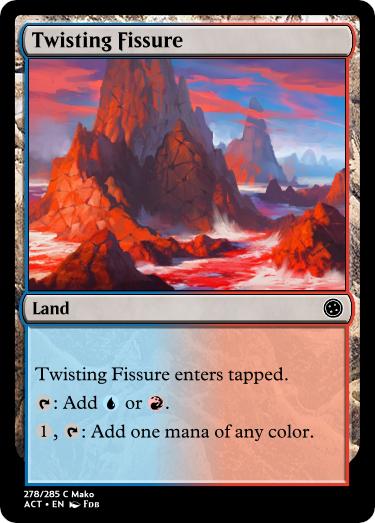 Twisting Fissure
Land
Twisting Fissure enters tapped.
: Add or .
1 , : Add one mana of any color.
278/285 C Mako
ACT • EN FDB